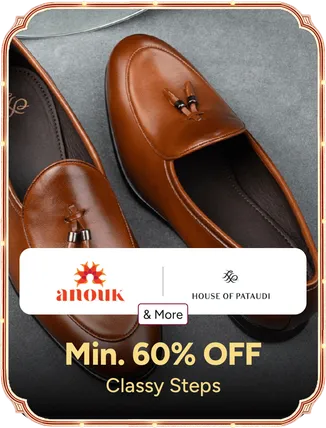 anouk
HOUSE OF PATAUDI
& More
Min. 60% OFF
Classy Steps